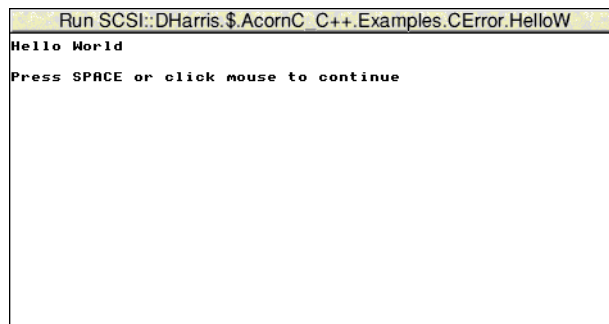 Run SCSI::DHarris.$.AcornC_C++.Examples.CError.HelloW
Hello World
Press SPACE or click mouse to continue